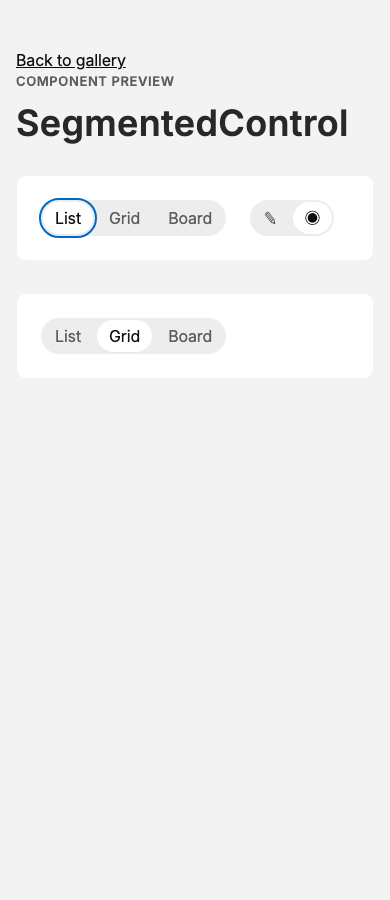 Back to gallery
COMPONENT PREVIEW
SegmentedControl
List Grid Board ✎ ◉
List Grid Board